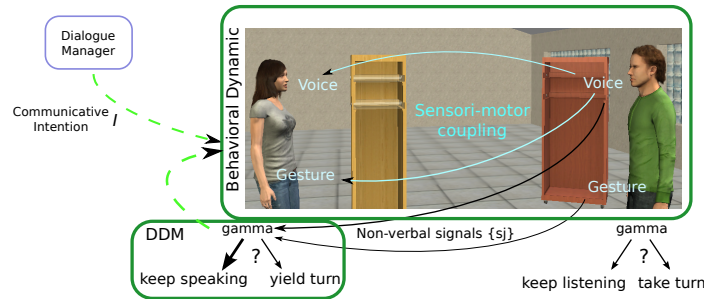 Dialogue
Manager
Communicative
Intention I
Behavioral Dynamic
Voice
Voice
Sensori-motor
coupling
Gesture
Gesture
DDM
gamma
Non-verbal signals {sj}
gamma
?
?
keep speaking
yield turn
keep listening
take turn